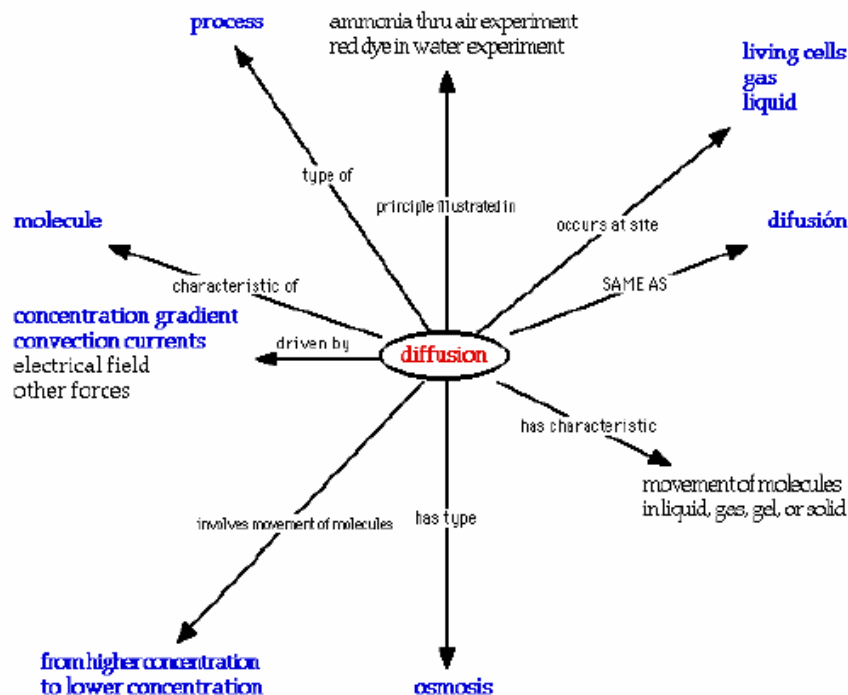 process
ammonia thru air experiment
red dye in water experiment
living cells
gas
liquid
type of
principle illustrated in
molecule
occurs at site
difusión
characteristic of
SAME AS
concentration gradient
convection currents
electrical field
other forces
driven by
diffusion
has characteristic
movement of molecules
in liquid, gas, gel, or solid
involves movement of molecules
has type
from higher concentration
to lower concentration
osmosis